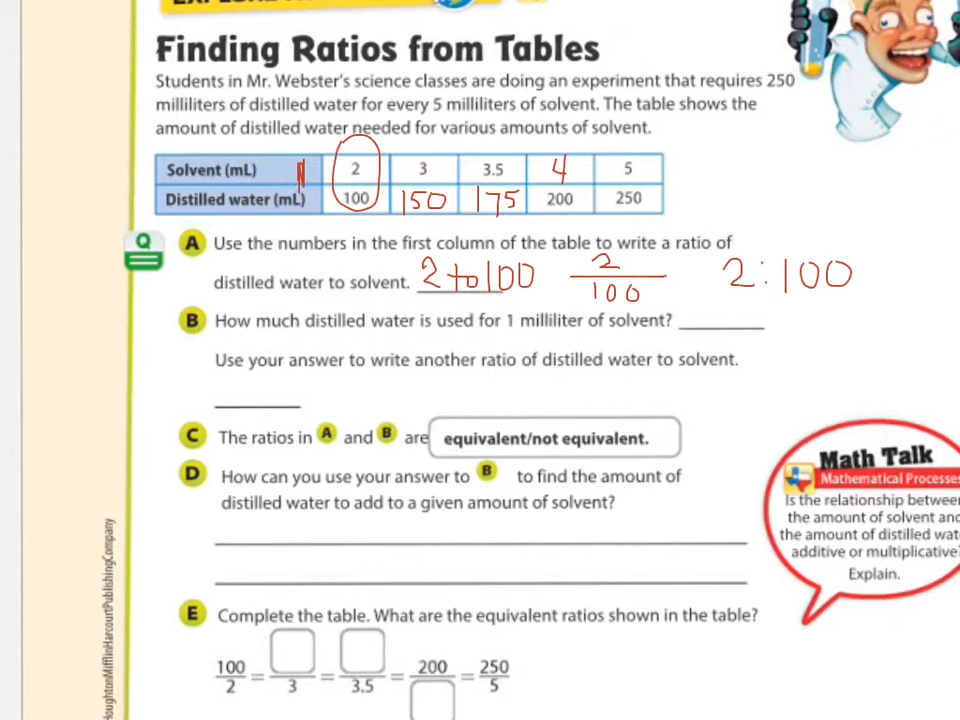 Finding Ratios from Tables
Students in Mr. Webster's science classes are doing an experiment that requires 250
milliliters of distilled water for every 5 milliliters of solvent. The table shows the
amount of distilled water needed for various amounts of solvent.
Solvent (mL) 2 3 3.5 4 5
Distilled water (mL) 100 150 175 200 250
Q
A Use the numbers in the first column of the table to write a ratio of
distilled water to solvent. 2 to 100 2/100 2:100
B How much distilled water is used for 1 milliliter of solvent?
Use your answer to write another ratio of distilled water to solvent.
C The ratios in A and B are equivalent/not equivalent.
D How can you use your answer to B to find the amount of
distilled water to add to a given amount of solvent?
Math Talk
Mathematical Processes
Is the relationship between
the amount of solvent and
the amount of distilled wat
additive or multiplicative?
Explain.
E Complete the table. What are the equivalent ratios shown in the table?
100/2 = /3 = /3.5 = 200/ = 250/5
HoughtonMifflinHarcourtPublishingCompany